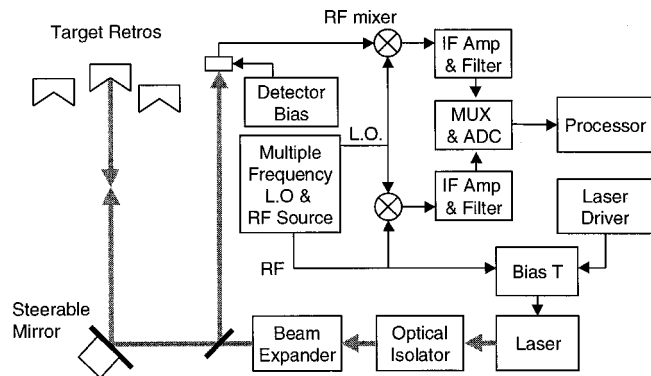 RF mixer
Target Retros
IF Amp
& Filter
Detector
Bias
MUX
& ADC
Processor
L.O.
Multiple
Frequency
L.O &
RF Source
IF Amp
& Filter
Laser
Driver
RF
Bias T
Steerable
Mirror
Beam
Expander
Optical
Isolator
Laser